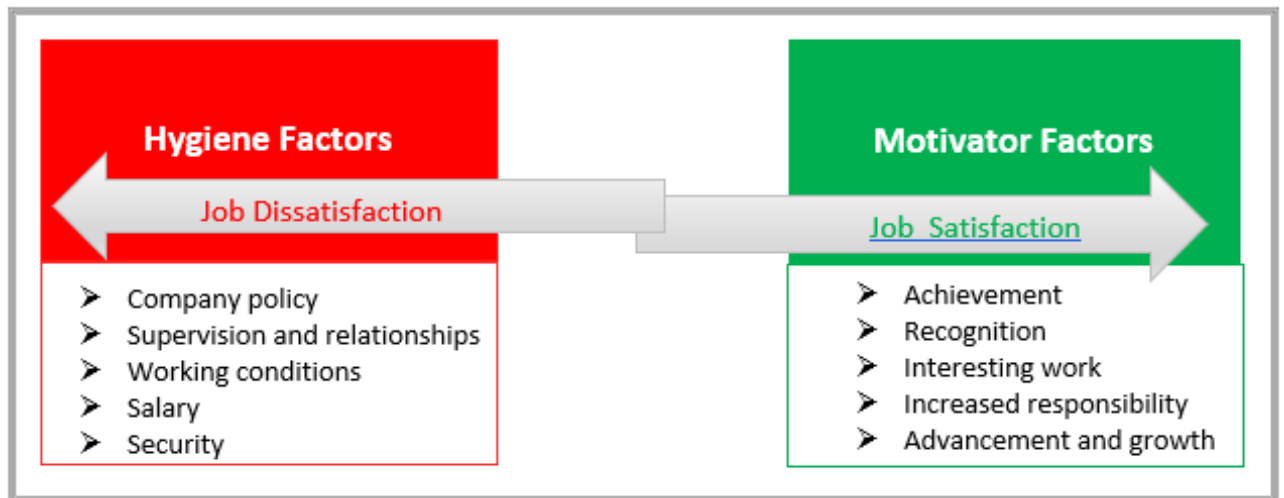 Hygiene Factors
Job Dissatisfaction
➢ Company policy
➢ Supervision and relationships
➢ Working conditions
➢ Salary
➢ Security
Motivator Factors
Job  Satisfaction
➢ Achievement
➢ Recognition
➢ Interesting work
➢ Increased responsibility
➢ Advancement and growth